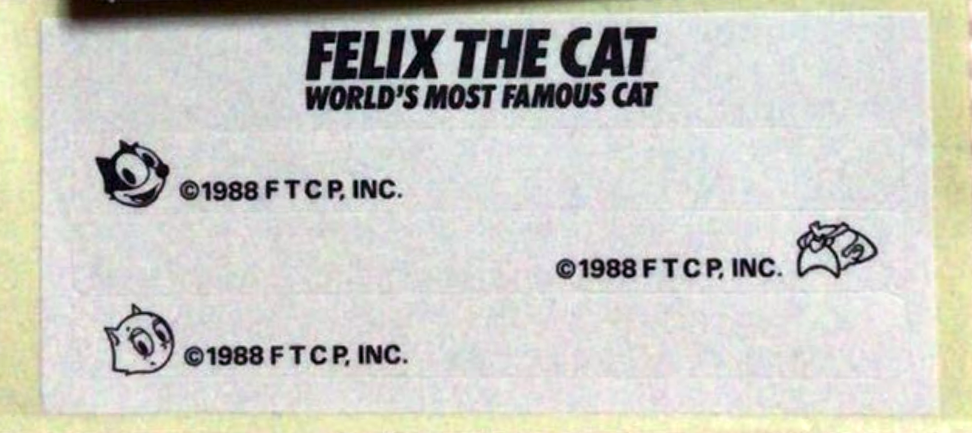 FELIX THE CAT
WORLD'S MOST FAMOUS CAT
©1988 F T C P, INC.
©1988 F T C P, INC.
©1988 F T C P, INC.